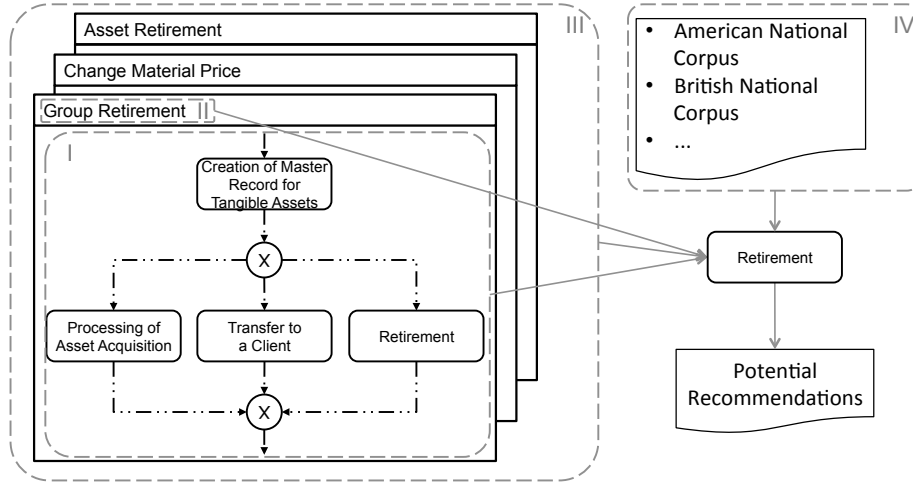 Asset Retirement
III
Change Material Price
Group Retirement II
I
Creation of Master
Record for
Tangible Assets
X
Processing of
Asset Acquisition
Transfer to
a Client
Retirement
X
IV
• American National
Corpus
• British National
Corpus
• ...
Retirement
Potential
Recommendations